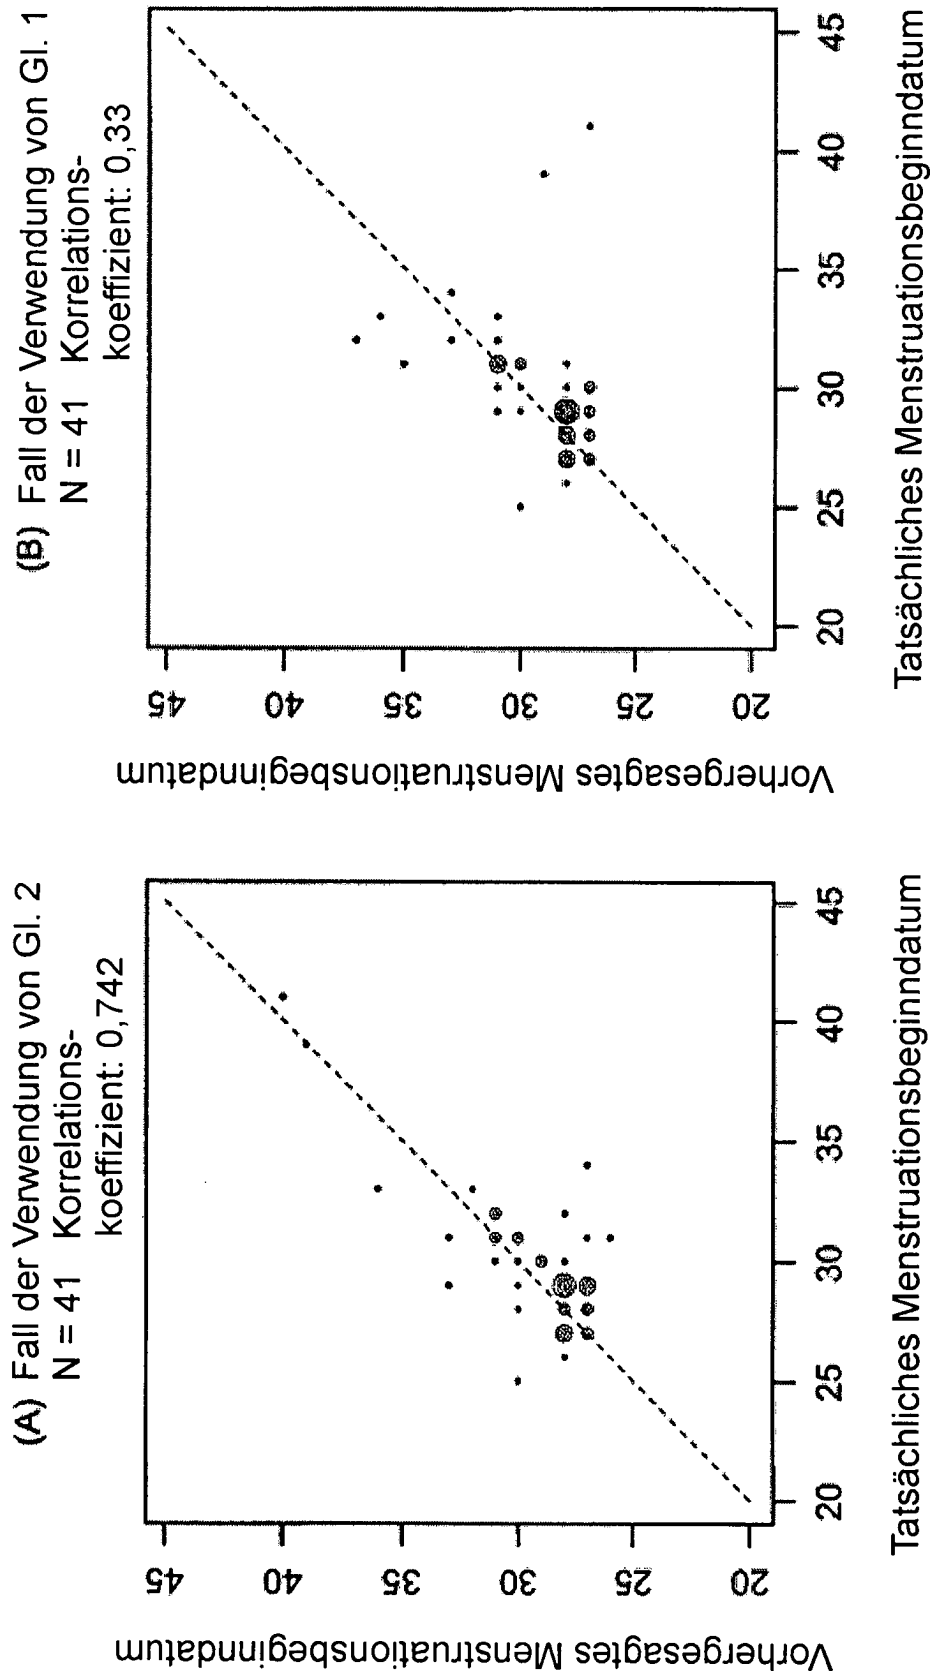 (A) Fall der Verwendung von Gl. 2
N = 41 Korrelations-
koeffizient: 0,742
Vorhergesagtes Menstruationsbeginndatum
45
40
35
30
25
20
20 25 30 35 40 45
Tatsächliches Menstruationsbeginndatum
(B) Fall der Verwendung von Gl. 1
N = 41 Korrelations-
koeffizient: 0,33
Vorhergesagtes Menstruationsbeginndatum
45
40
35
30
25
20
20 25 30 35 40 45
Tatsächliches Menstruationsbeginndatum